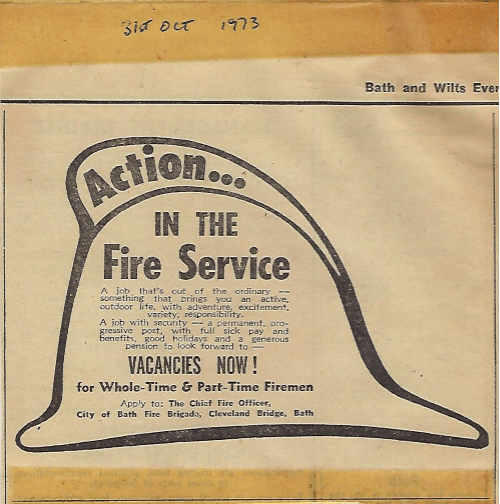 31st OCT 1973
Bath and Wilts Ever
Action...
IN THE
Fire Service
A job that's out of the ordinary —
something that brings you an active,
outdoor life, with adventure, excitement,
variety, responsibility.
A job with security — a permanent, pro-
gressive post, with full sick pay and
benefits, good holidays and a generous
pension to look forward to —
VACANCIES NOW!
for Whole-Time & Part-Time Firemen
Apply to: The Chief Fire Officer,
City of Bath Fire Brigade, Cleveland Bridge, Bath